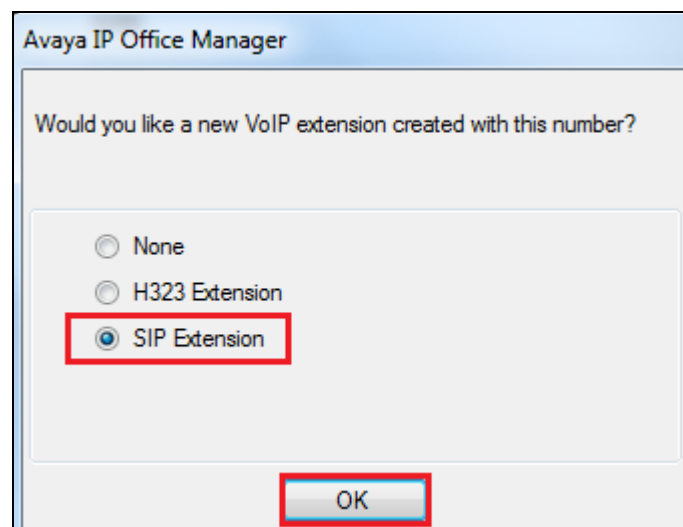 Avaya IP Office Manager
Would you like a new VoIP extension created with this number?
None
H323 Extension
SIP Extension
OK